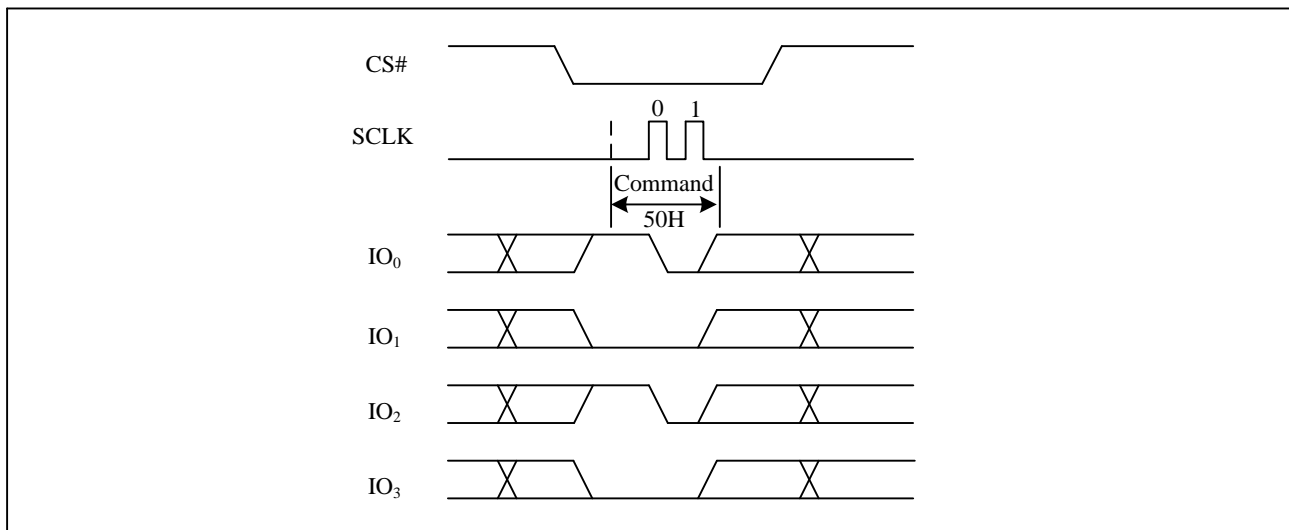 CS#
0 1
SCLK
Command
50H
IO₀
IO₁
IO₂
IO₃